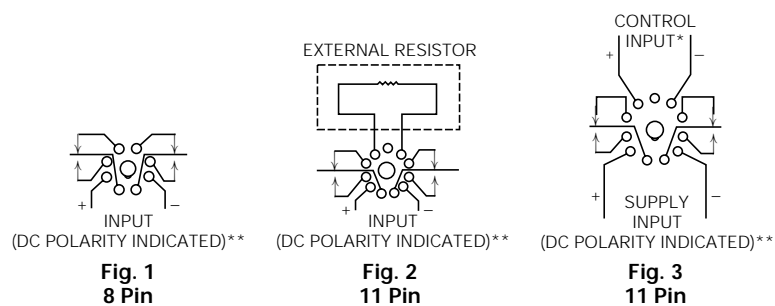 CONTROL
INPUT*
+ −
EXTERNAL RESISTOR
+ −
INPUT
(DC POLARITY INDICATED)**
Fig. 1
8 Pin
+ −
INPUT
(DC POLARITY INDICATED)**
Fig. 2
11 Pin
+ −
SUPPLY
INPUT
(DC POLARITY INDICATED)**
Fig. 3
11 Pin